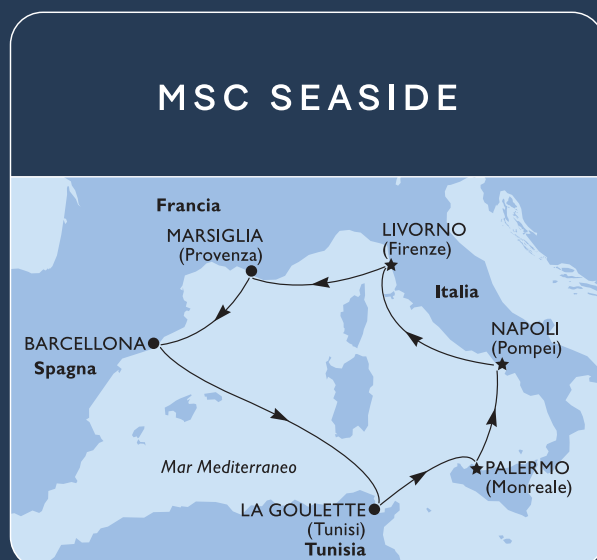 MSC SEASIDE
Francia
MARSIGLIA
(Provenza)
LIVORNO
(Firenze)
Italia
NAPOLI
(Pompei)
BARCELLONA
Spagna
Mar Mediterraneo
PALERMO
(Monreale)
LA GOULETTE
(Tunisi)
Tunisia